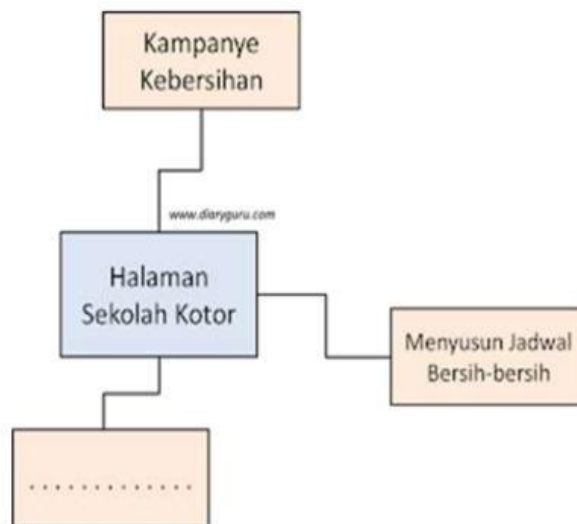 Kampanye
Kebersihan
www.diaryguru.com
Halaman
Sekolah Kotor
Menyusun Jadwal
Bersih-bersih
. . . . . . . . . . . . .